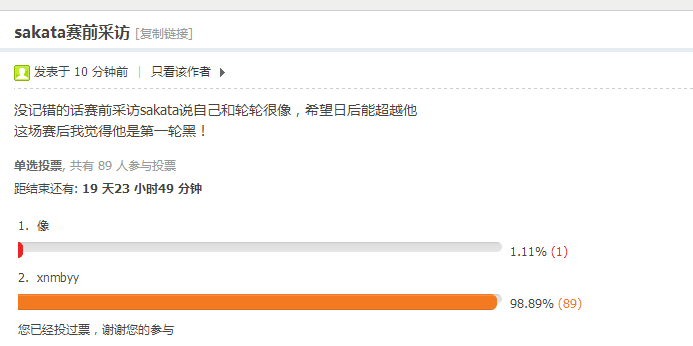 sakata赛前采访 [复制链接]
发表于 10 分钟前 | 只看该作者
没记错的话赛前采访sakata说自己和轮轮很像，希望日后能超越他
这场赛后我觉得他是第一轮黑！
单选投票, 共有 89 人参与投票
距结束还有: 19 天23 小时49 分钟
1. 像
1.11% (1)
2. xnmbyy
98.89% (89)
您已经投过票，谢谢您的参与